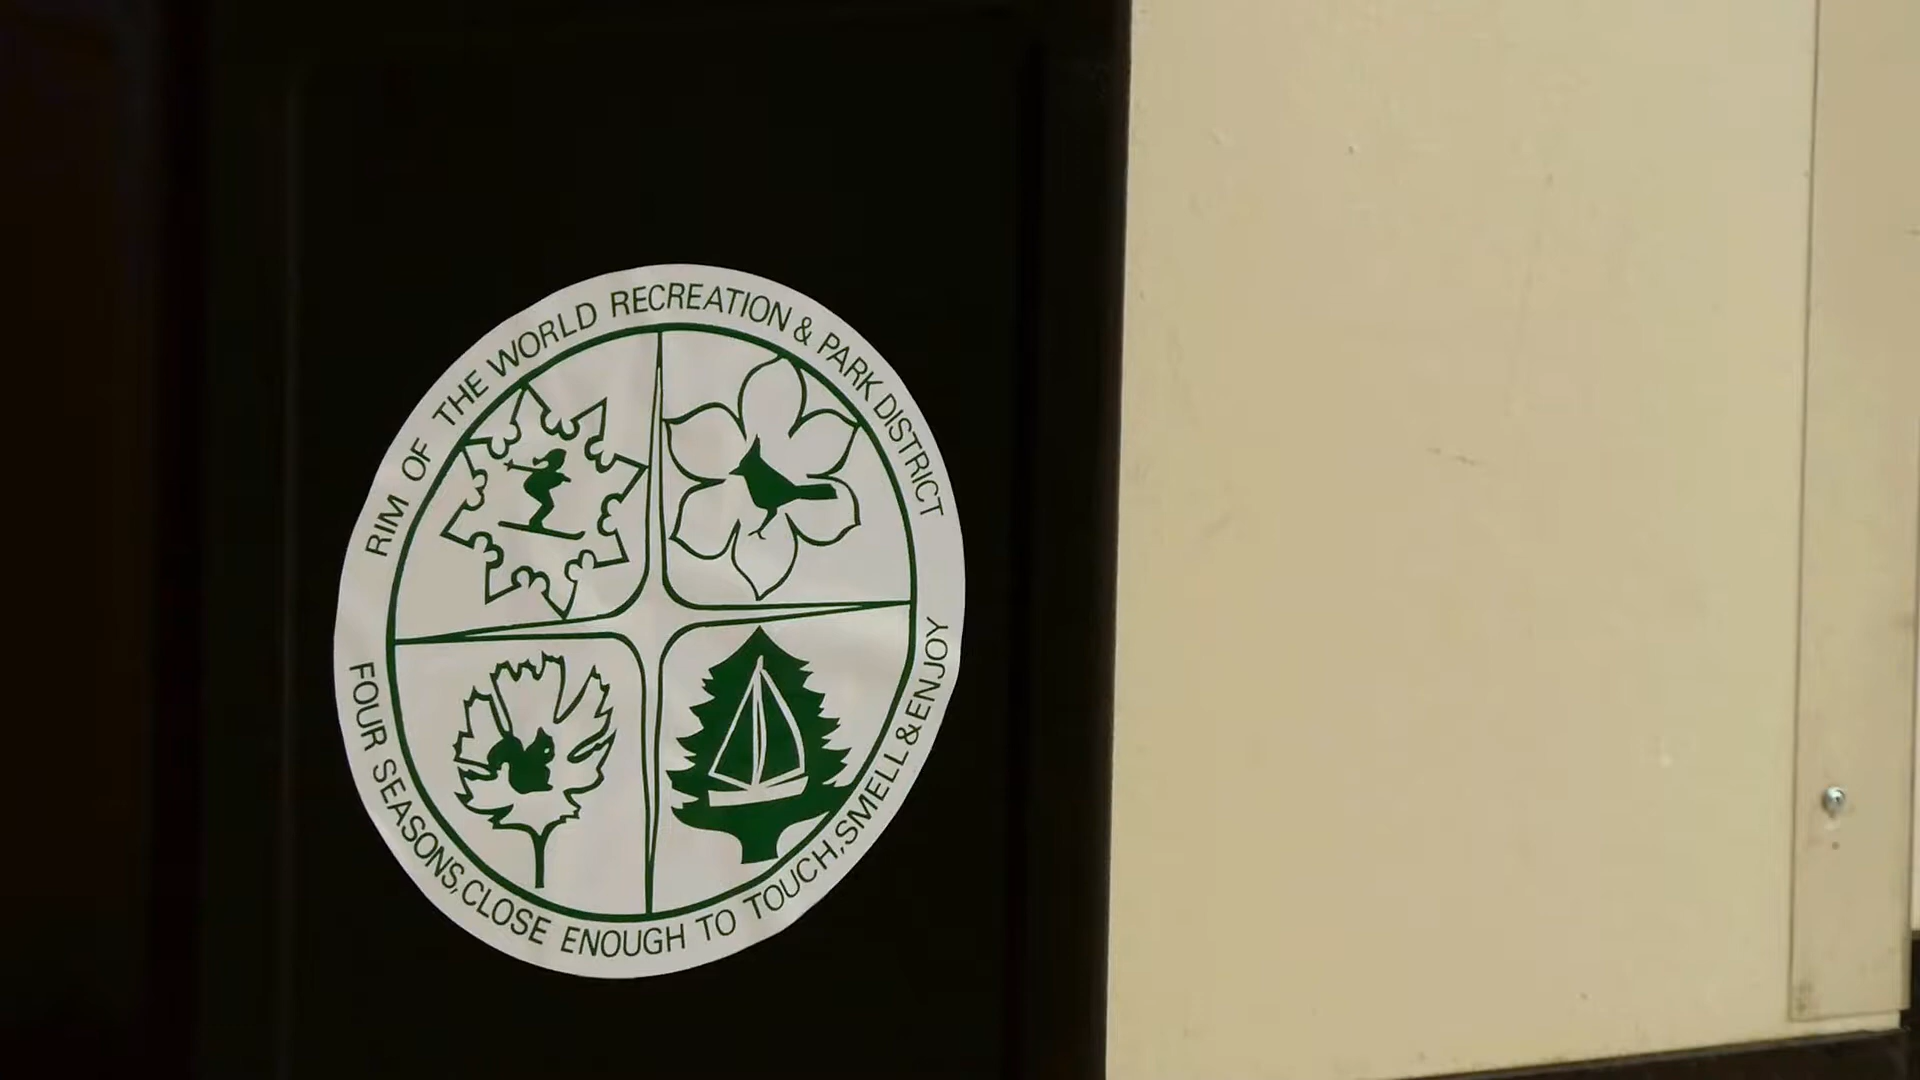 RIM OF THE WORLD RECREATION & PARK DISTRICT
FOUR SEASONS, CLOSE ENOUGH TO TOUCH, SMELL & ENJOY